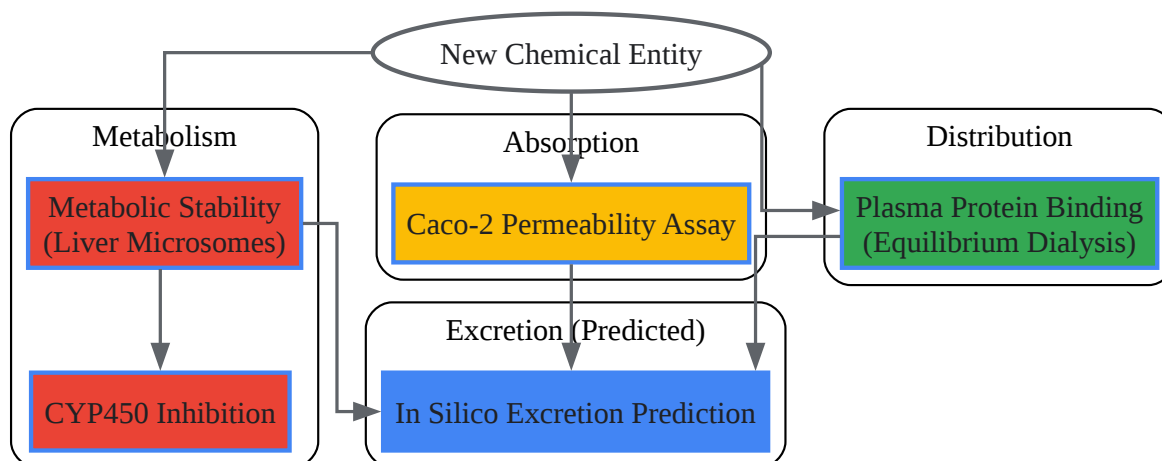 New Chemical Entity
Metabolism
Metabolic Stability
(Liver Microsomes)
CYP450 Inhibition
Absorption
Caco-2 Permeability Assay
Distribution
Plasma Protein Binding
(Equilibrium Dialysis)
Excretion (Predicted)
In Silico Excretion Prediction